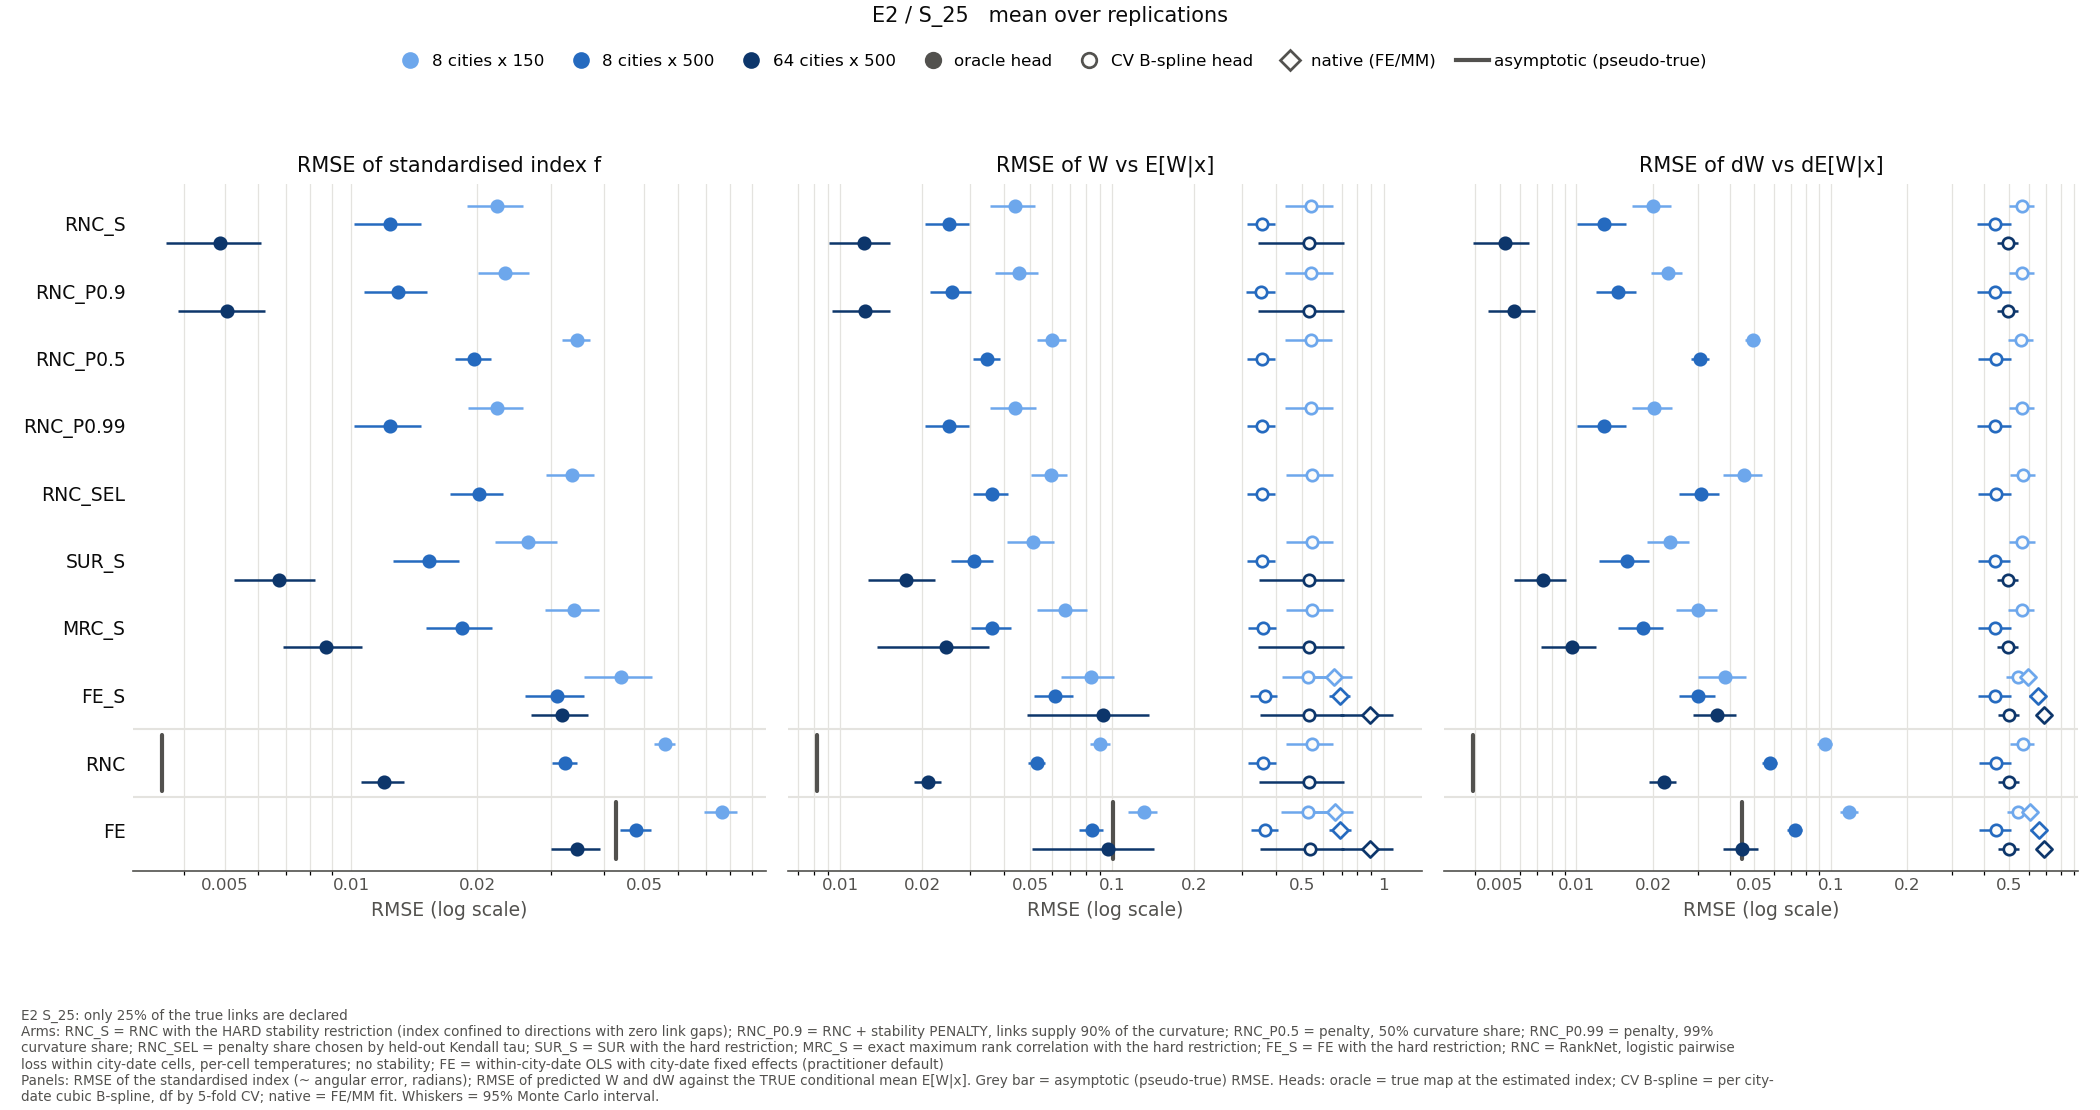 E2 / S_25   mean over replications
8 cities x 150   8 cities x 500   64 cities x 500   oracle head   CV B-spline head   native (FE/MM)   asymptotic (pseudo-true)
RMSE of standardised index f   RMSE of W vs E[W|x]   RMSE of dW vs dE[W|x]
RNC_S
RNC_P0.9
RNC_P0.5
RNC_P0.99
RNC_SEL
SUR_S
MRC_S
FE_S
RNC
FE
0.005   0.01   0.02   0.05   0.01   0.02   0.05   0.1   0.2   0.5   1   0.005   0.01   0.02   0.05   0.1   0.2   0.5
RMSE (log scale)   RMSE (log scale)   RMSE (log scale)
E2 S_25: only 25% of the true links are declared
Arms: RNC_S = RNC with the HARD stability restriction (index confined to directions with zero link gaps); RNC_P0.9 = RNC + stability PENALTY, links supply 90% of the curvature; RNC_P0.5 = penalty, 50% curvature share; RNC_P0.99 = penalty, 99%
curvature share; RNC_SEL = penalty share chosen by held-out Kendall tau; SUR_S = SUR with the hard restriction; MRC_S = exact maximum rank correlation with the hard restriction; FE_S = FE with the hard restriction; RNC = RankNet, logistic pairwise
loss within city-date cells, per-cell temperatures; no stability; FE = within-city-date OLS with city-date fixed effects (practitioner default)
Panels: RMSE of the standardised index (~ angular error, radians); RMSE of predicted W and dW against the TRUE conditional mean E[W|x]. Grey bar = asymptotic (pseudo-true) RMSE. Heads: oracle = true map at the estimated index; CV B-spline = per city-
date cubic B-spline, df by 5-fold CV; native = FE/MM fit. Whiskers = 95% Monte Carlo interval.